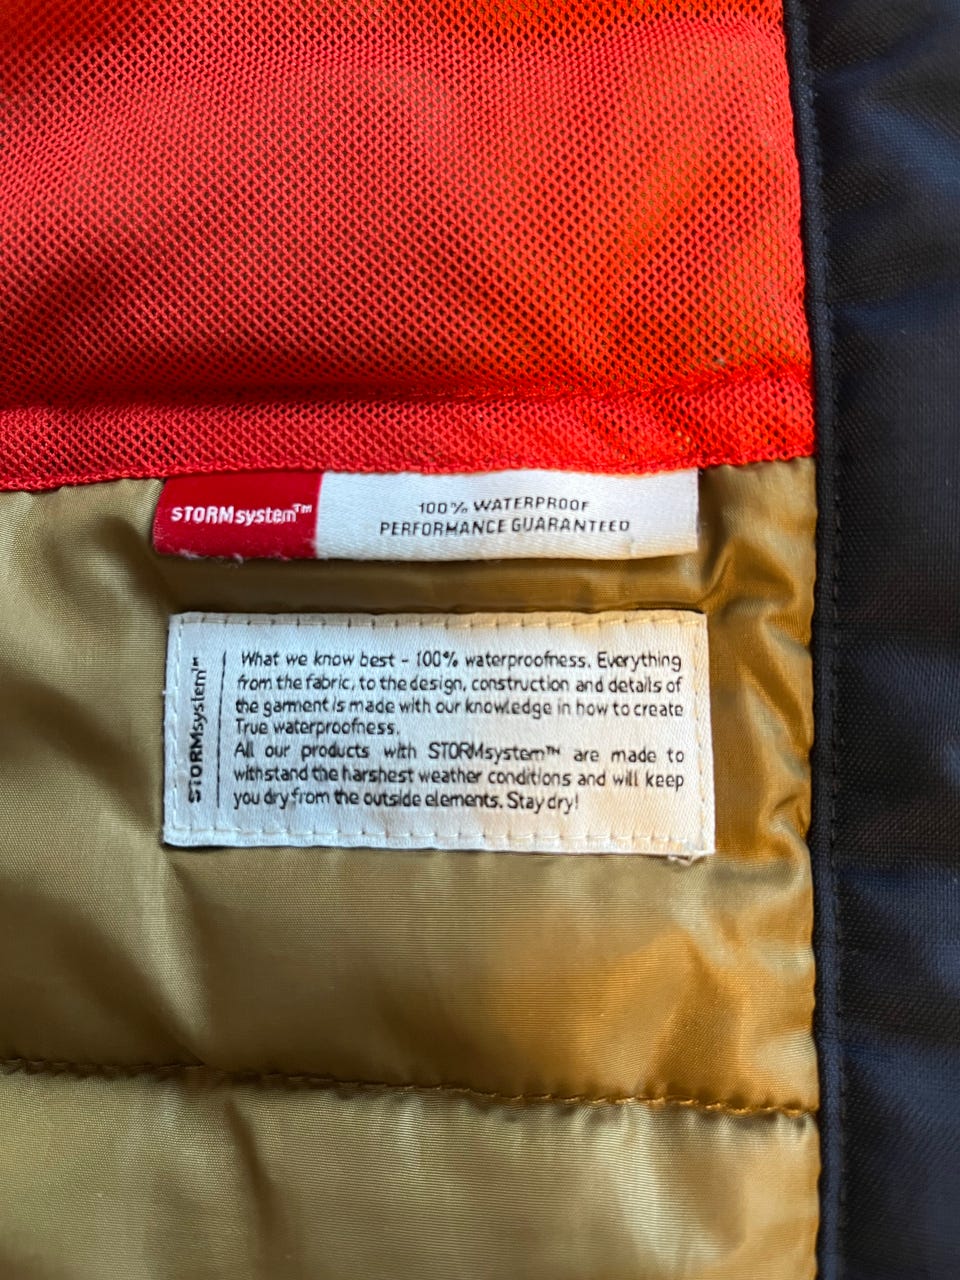 STORMsystem™
100% WATERPROOF
PERFORMANCE GUARANTEED
STORMsystem™
What we know best - 100% waterproofness. Everything
from the fabric, to the design, construction and details of
the garment is made with our knowledge in how to create
True waterproofness.
All our products with STORMsystem™ are made to
withstand the harshest weather conditions and will keep
you dry from the outside elements. Stay dry!